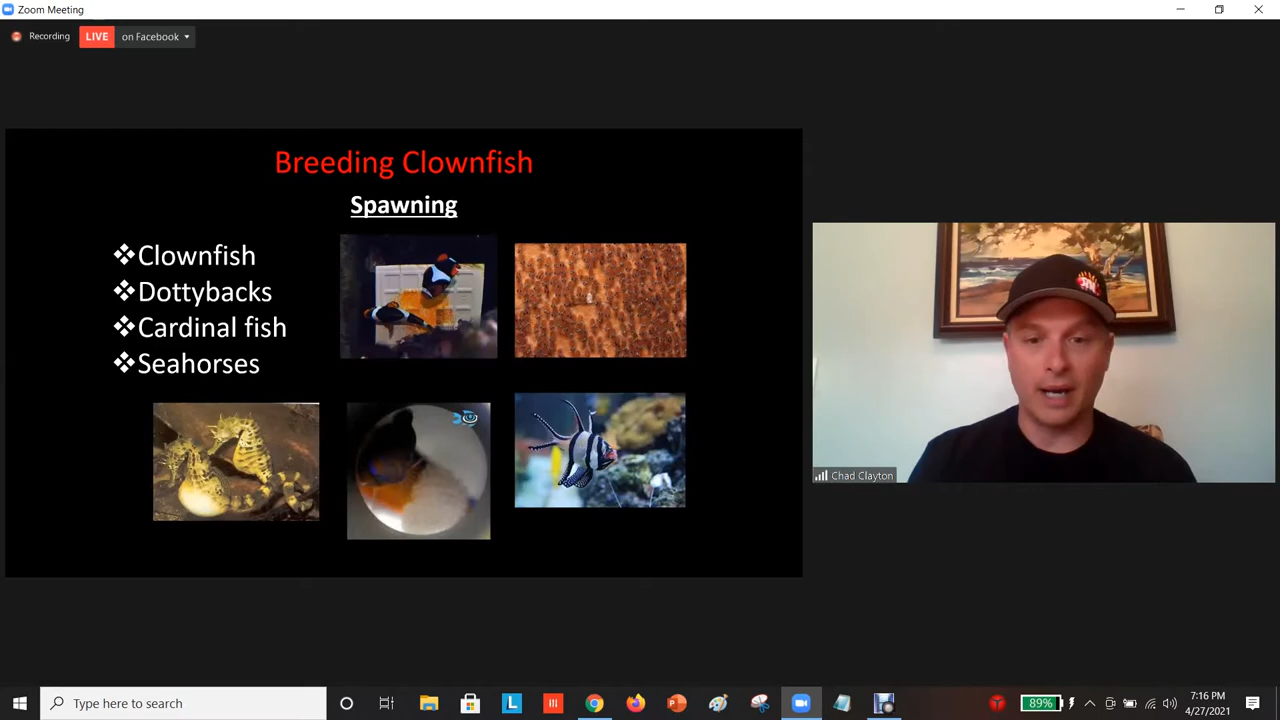 Zoom Meeting
Recording
LIVE
on Facebook
Breeding Clownfish
Spawning
❖Clownfish
❖Dottybacks
❖Cardinal fish
❖Seahorses
Chad Clayton
Type here to search
L
89%
7:16 PM
4/27/2021